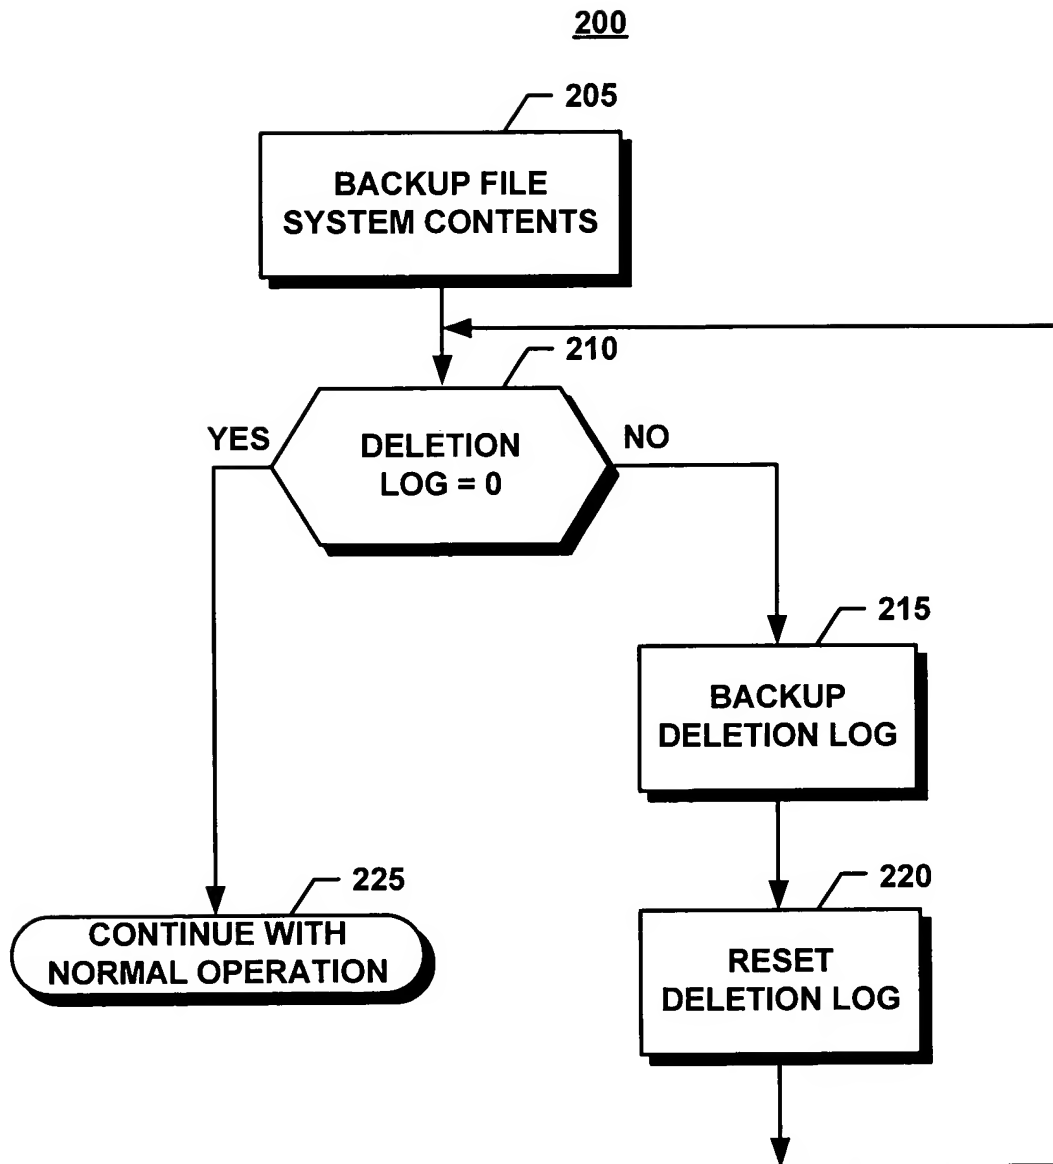 200
205
BACKUP FILE
SYSTEM CONTENTS
210
YES
DELETION
LOG = 0
NO
215
BACKUP
DELETION LOG
225
CONTINUE WITH
NORMAL OPERATION
220
RESET
DELETION LOG